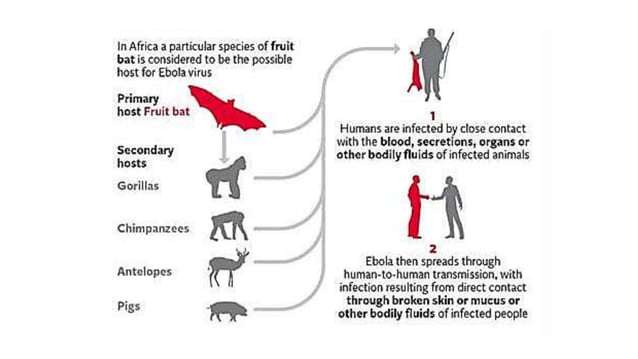 In Africa a particular species of fruit
bat is considered to be the possible
host for Ebola virus
Primary
host Fruit bat
Secondary
hosts
Gorillas
Chimpanzees
Antelopes
Pigs
1
Humans are infected by close contact
with the blood, secretions, organs or
other bodily fluids of infected animals
2
Ebola then spreads through
human-to-human transmission, with
infection resulting from direct contact
through broken skin or mucus or
other bodily fluids of infected people